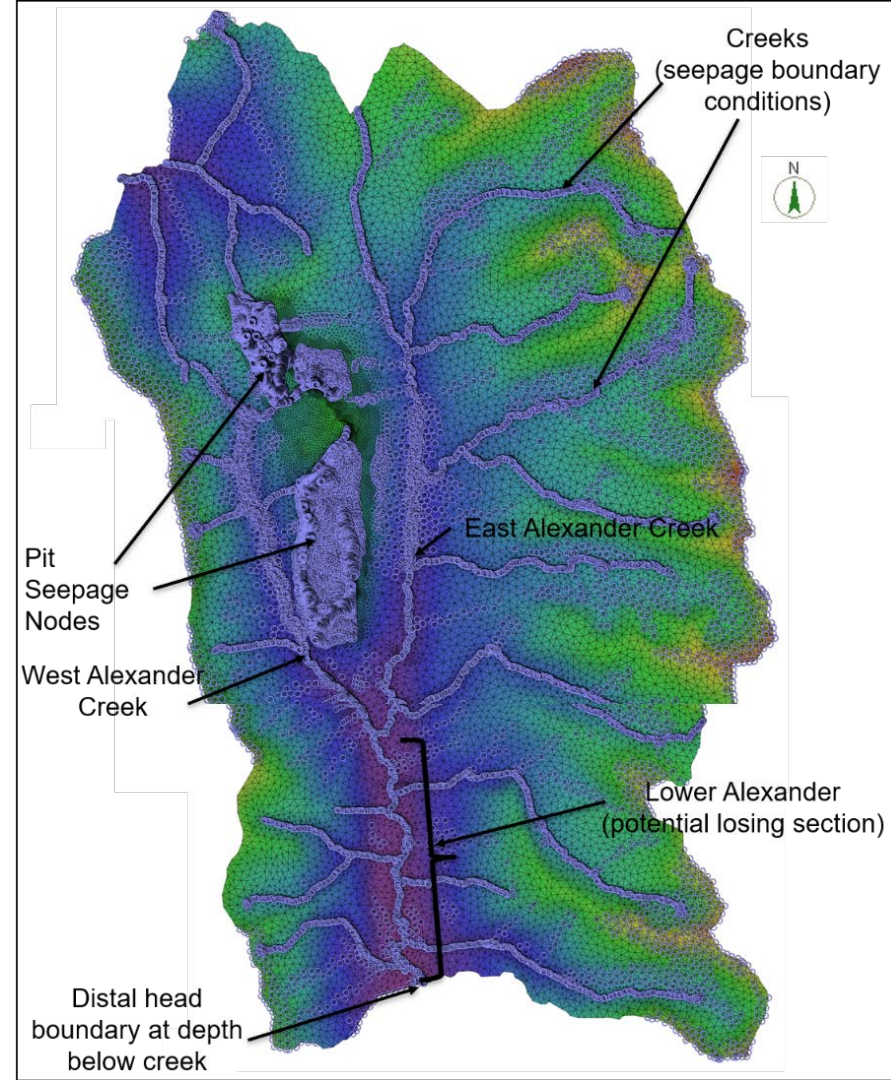 Creeks
(seepage boundary
conditions)
N
East Alexander Creek
Pit
Seepage
Nodes
West Alexander
Creek
Lower Alexander
(potential losing section)
Distal head
boundary at depth
below creek